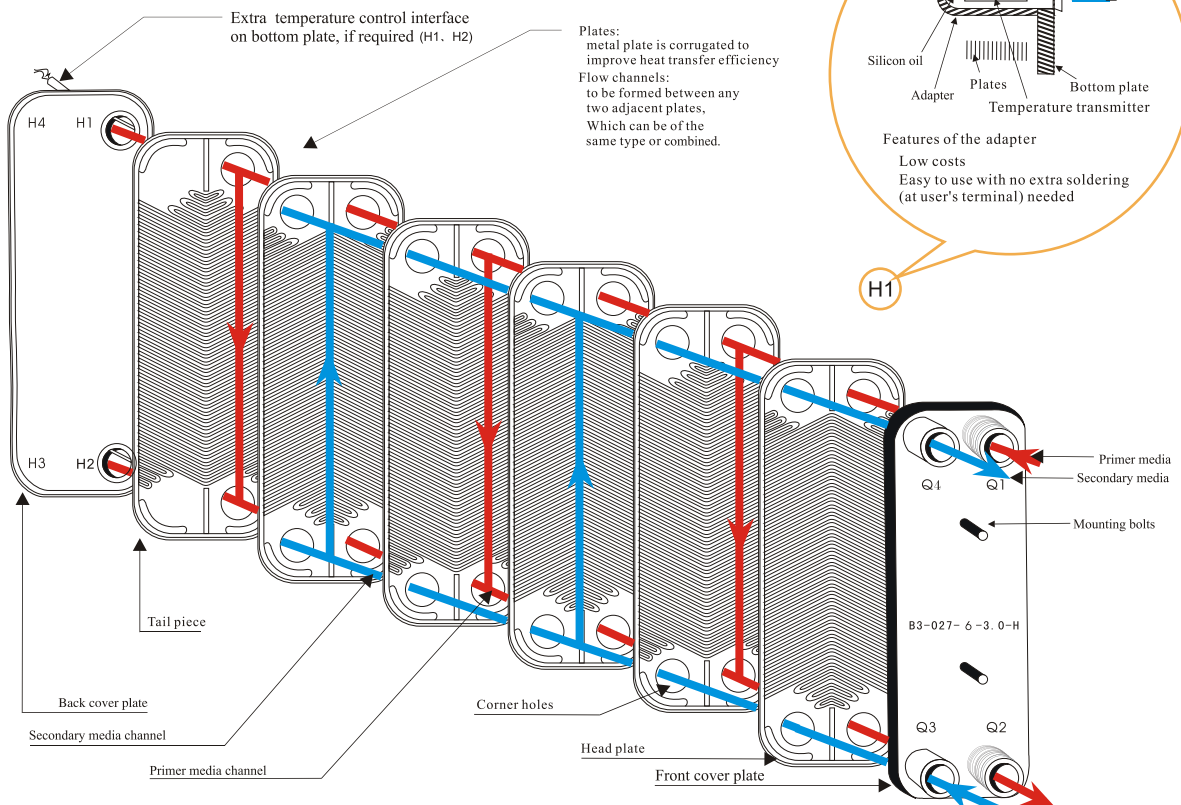 Extra temperature control interface
on bottom plate, if required (H1、H2)
Plates:
metal plate is corrugated to
improve heat transfer efficiency
Flow channels:
to be formed between any
two adjacent plates,
Which can be of the
same type or combined.
Silicon oil
Adapter
Plates
Bottom plate
Temperature transmitter
Features of the adapter
Low costs
Easy to use with no extra soldering
(at user's terminal) needed
H1
H4
H1
H3
H2
Primer media
Secondary media
Q4
Q1
Mounting bolts
B3-027-6-3.0-H
Q3
Q2
Tail piece
Back cover plate
Secondary media channel
Primer media channel
Corner holes
Head plate
Front cover plate